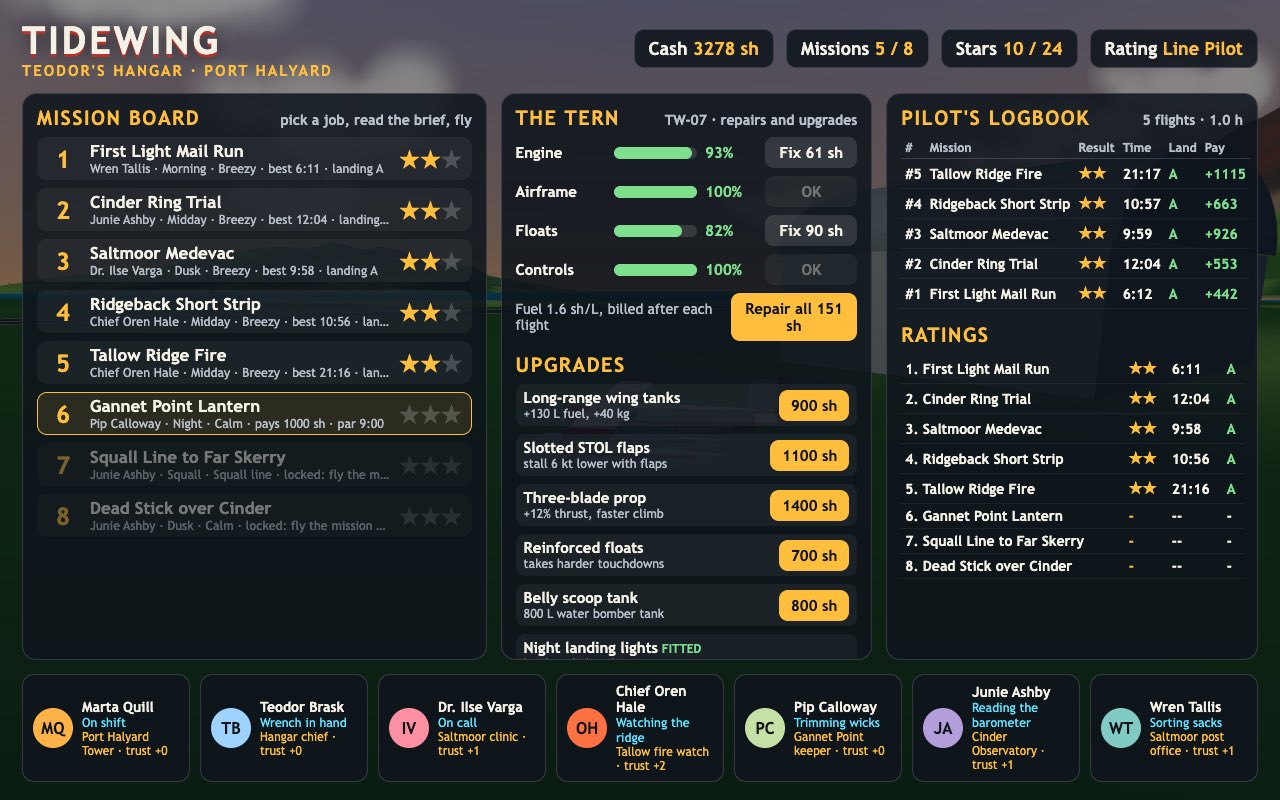 TIDEWING
TEODOR'S HANGAR · PORT HALYARD
Cash 3278 sh
Missions 5 / 8
Stars 10 / 24
Rating Line Pilot
MISSION BOARD
pick a job, read the brief, fly
1
First Light Mail Run
Wren Tallis · Morning · Breezy · best 6:11 · landing A
★★★
2
Cinder Ring Trial
Junie Ashby · Midday · Breezy · best 12:04 · landing...
★★★
3
Saltmoor Medevac
Dr. Ilse Varga · Dusk · Breezy · best 9:58 · landing A
★★★
4
Ridgeback Short Strip
Chief Oren Hale · Midday · Breezy · best 10:56 · lan...
★★★
5
Tallow Ridge Fire
Chief Oren Hale · Midday · Breezy · best 21:16 · lan...
★★★
6
Gannet Point Lantern
Pip Calloway · Night · Calm · pays 1000 sh · par 9:00
★★★
7
Squall Line to Far Skerry
Junie Ashby · Squall · Squall line · locked: fly the m...
★★★
8
Dead Stick over Cinder
Junie Ashby · Dusk · Calm · locked: fly the mission ...
★★★
THE TERN
TW-07 · repairs and upgrades
Engine 93% Fix 61 sh
Airframe 100% OK
Floats 82% Fix 90 sh
Controls 100% OK
Fuel 1.6 sh/L, billed after each
flight
Repair all 151
sh
UPGRADES
Long-range wing tanks
+130 L fuel, +40 kg
900 sh
Slotted STOL flaps
stall 6 kt lower with flaps
1100 sh
Three-blade prop
+12% thrust, faster climb
1400 sh
Reinforced floats
takes harder touchdowns
700 sh
Belly scoop tank
800 L water bomber tank
800 sh
Night landing lights FITTED
PILOT'S LOGBOOK
5 flights · 1.0 h
# Mission Result Time Land Pay
#5 Tallow Ridge Fire ★★ 21:17 A +1115
#4 Ridgeback Short Strip ★★ 10:57 A +663
#3 Saltmoor Medevac ★★ 9:59 A +926
#2 Cinder Ring Trial ★★ 12:04 A +553
#1 First Light Mail Run ★★ 6:12 A +442
RATINGS
1. First Light Mail Run ★★ 6:11 A
2. Cinder Ring Trial ★★ 12:04 A
3. Saltmoor Medevac ★★ 9:58 A
4. Ridgeback Short Strip ★★ 10:56 A
5. Tallow Ridge Fire ★★ 21:16 A
6. Gannet Point Lantern - -- -
7. Squall Line to Far Skerry - -- -
8. Dead Stick over Cinder - -- -
MQ
Marta Quill
On shift
Port Halyard
Tower · trust +0
TB
Teodor Brask
Wrench in hand
Hangar chief ·
trust +0
IV
Dr. Ilse Varga
On call
Saltmoor clinic ·
trust +1
OH
Chief Oren
Hale
Watching the
ridge
Tallow fire watch
· trust +2
PC
Pip Calloway
Trimming wicks
Gannet Point
keeper · trust +0
JA
Junie Ashby
Reading the
barometer
Cinder
Observatory ·
trust +1
WT
Wren Tallis
Sorting sacks
Saltmoor post
office · trust +1